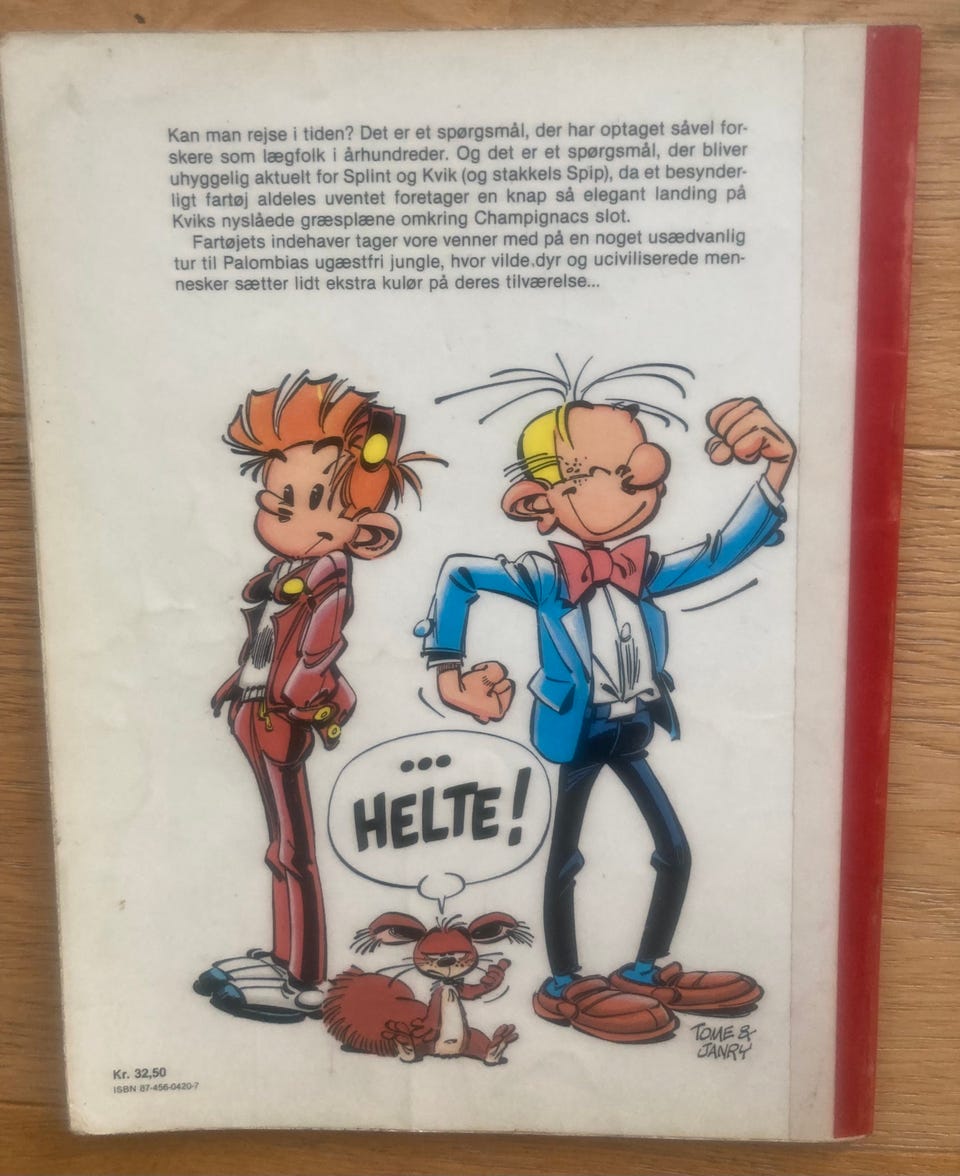 Kan man rejse i tiden? Det er et spørgsmål, der har optaget såvel for-
skere som lægfolk i århundreder. Og det er et spørgsmål, der bliver
uhyggelig aktuelt for Splint og Kvik (og stakkels Spip), da et besynder-
ligt fartøj aldeles uventet foretager en knap så elegant landing på
Kviks nyslåede græsplæne omkring Champignacs slot.
Fartøjets indehaver tager vore venner med på en noget usædvanlig
tur til Palombias ugæstfri jungle, hvor vilde.dyr og uciviliserede men-
nesker sætter lidt ekstra kulør på deres tilværelse...
...
HELTE!
TOME &
JANRY
Kr. 32,50
ISBN 87-456-0420-7